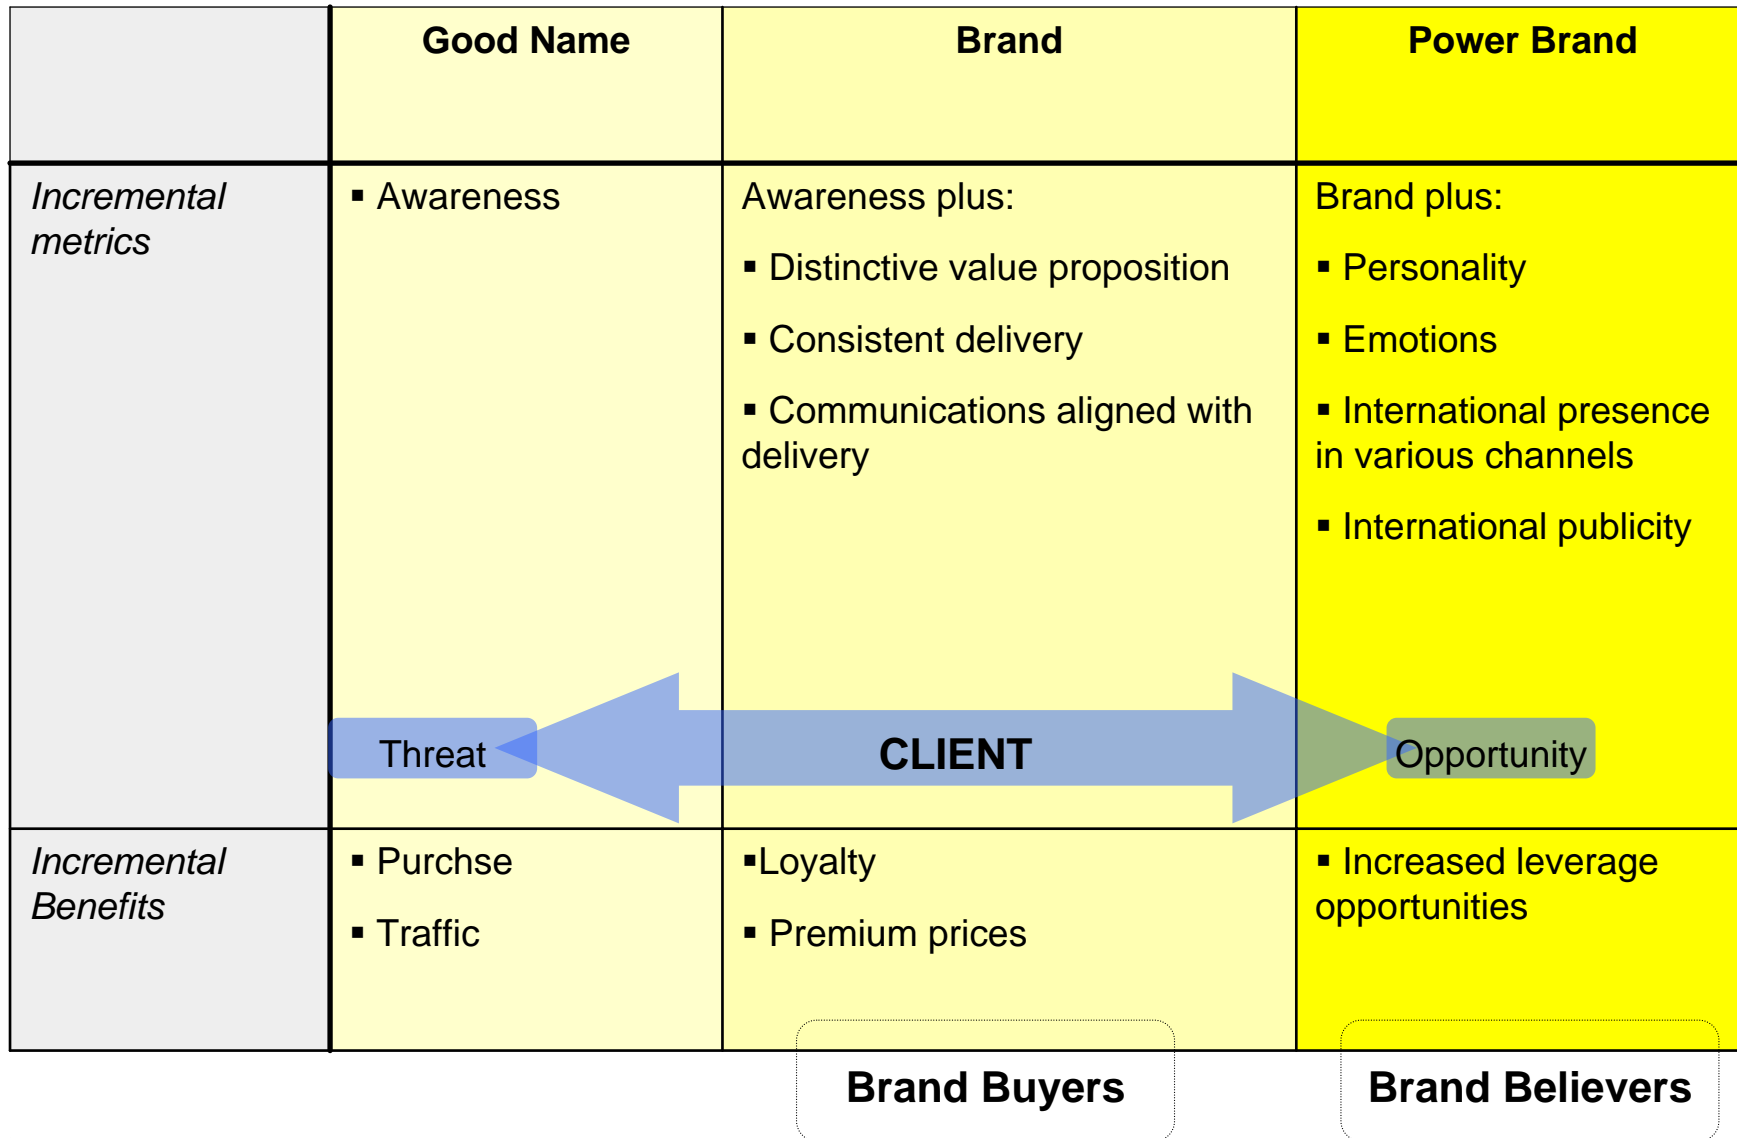 Good Name
Brand
Power Brand
Incremental
metrics
▪ Awareness
Awareness plus:
▪ Distinctive value proposition
▪ Consistent delivery
▪ Communications aligned with
delivery
Brand plus:
▪ Personality
▪ Emotions
▪ International presence
in various channels
▪ International publicity
Threat
CLIENT
Opportunity
Incremental
Benefits
▪ Purchse
▪ Traffic
▪Loyalty
▪ Premium prices
▪ Increased leverage
opportunities
Brand Buyers
Brand Believers